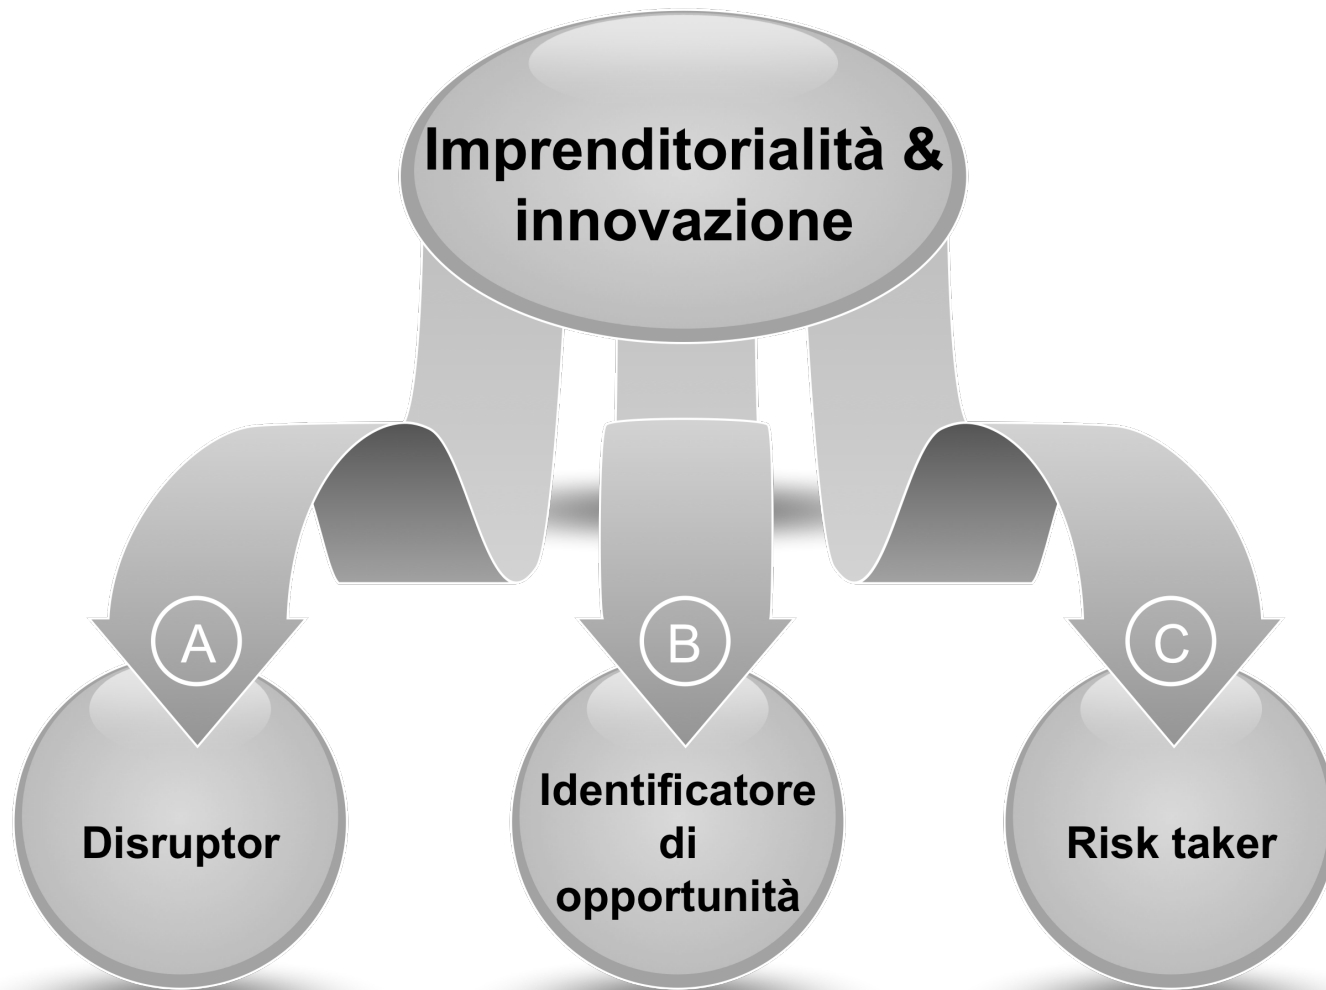 Imprenditorialità &
innovazione
A
B
C
Disruptor
Identificatore
di
opportunità
Risk taker